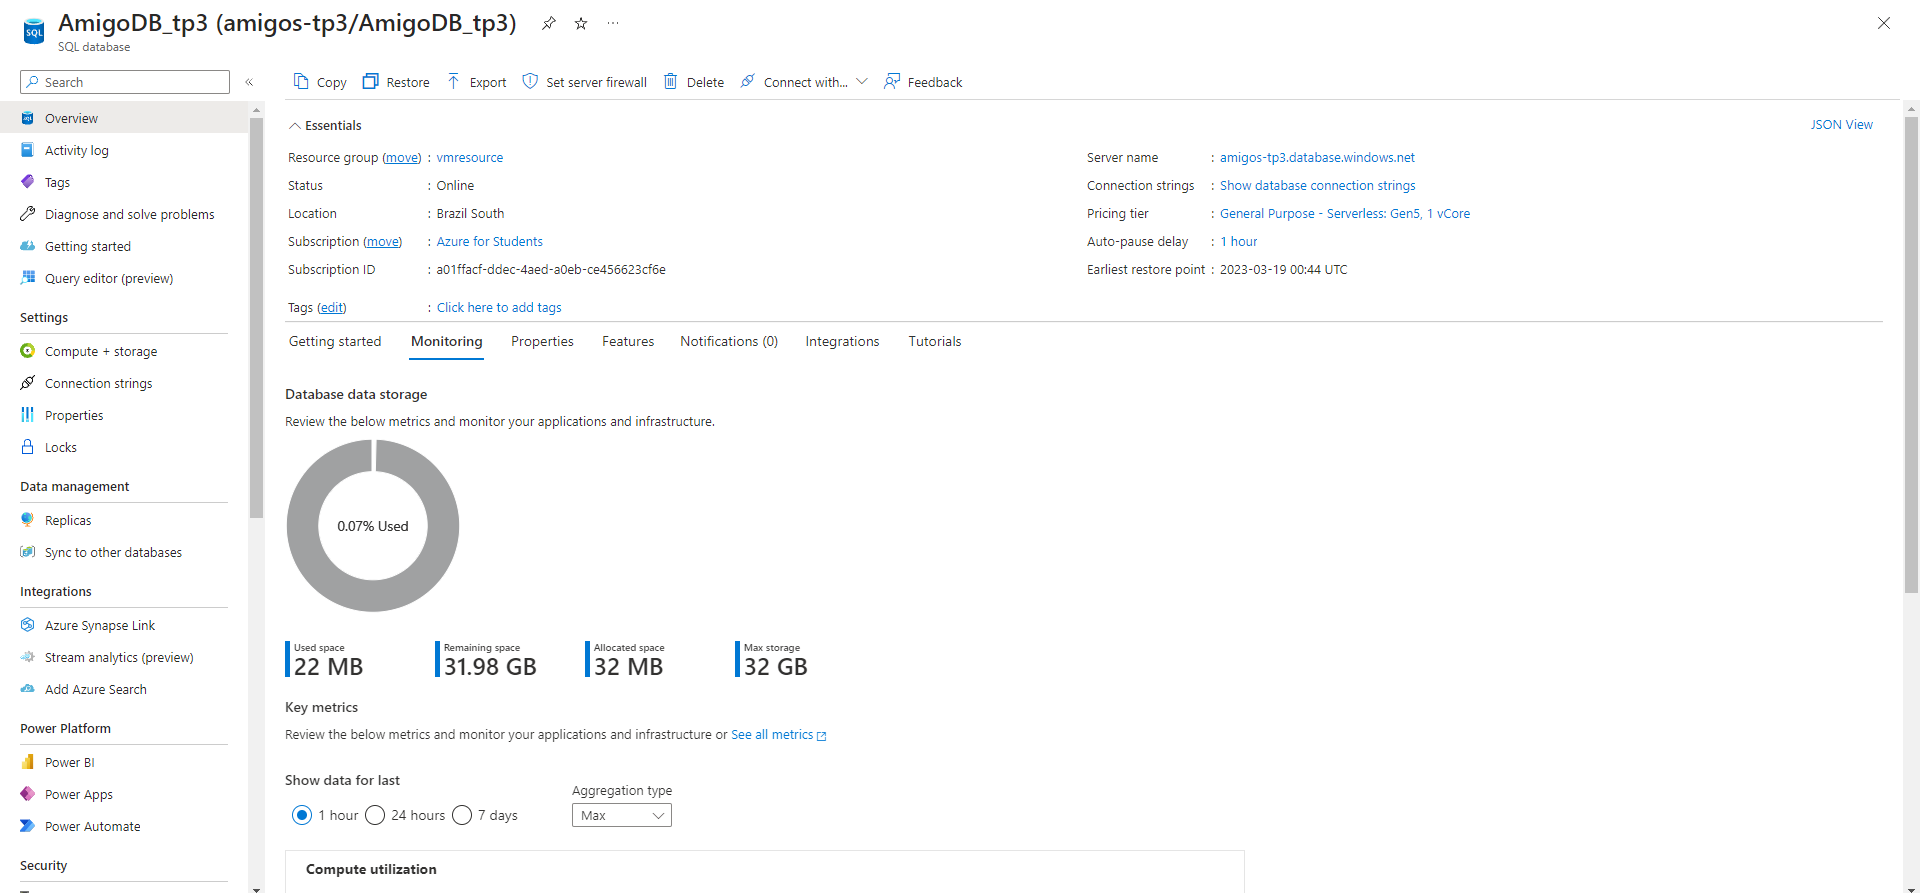 AmigoDB_tp3 (amigos-tp3/AmigoDB_tp3)
SQL
SQL database
Search
Copy Restore Export Set server firewall Delete Connect with... Feedback
Overview
Activity log
Tags
Diagnose and solve problems
Getting started
Query editor (preview)
Settings
Compute + storage
Connection strings
Properties
Locks
Data management
Replicas
Sync to other databases
Integrations
Azure Synapse Link
Stream analytics (preview)
Add Azure Search
Power Platform
Power BI
Power Apps
Power Automate
Security
Essentials
JSON View
Resource group (move) : vmresource
Status : Online
Location : Brazil South
Subscription (move) : Azure for Students
Subscription ID : a01ffacf-ddec-4aed-a0eb-ce456623cf6e
Tags (edit) : Click here to add tags
Server name : amigos-tp3.database.windows.net
Connection strings : Show database connection strings
Pricing tier : General Purpose - Serverless: Gen5, 1 vCore
Auto-pause delay : 1 hour
Earliest restore point : 2023-03-19 00:44 UTC
Getting started Monitoring Properties Features Notifications (0) Integrations Tutorials
Database data storage
Review the below metrics and monitor your applications and infrastructure.
0.07% Used
Used space
22 MB
Remaining space
31.98 GB
Allocated space
32 MB
Max storage
32 GB
Key metrics
Review the below metrics and monitor your applications and infrastructure or See all metrics
Show data for last
1 hour 24 hours 7 days
Aggregation type
Max
Compute utilization